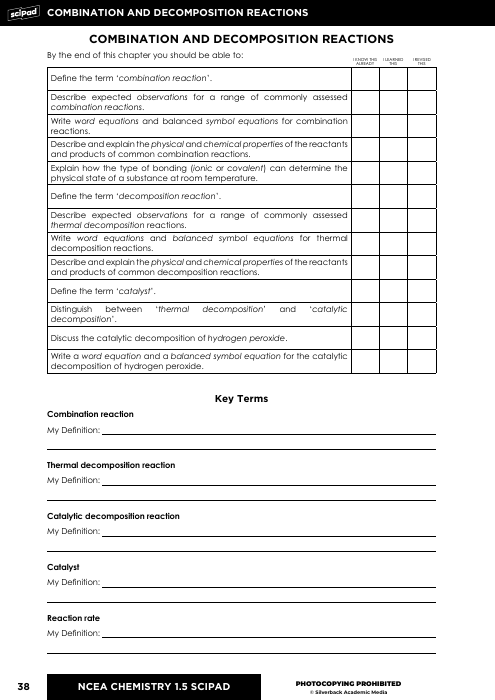 scipad
COMBINATION AND DECOMPOSITION REACTIONS
COMBINATION AND DECOMPOSITION REACTIONS
By the end of this chapter you should be able to:
I KNOW THIS ALREADY
I LEARNED THIS
I REVISED THIS
Define the term ‘combination reaction’.
Describe expected observations for a range of commonly assessed
combination reactions.
Write word equations and balanced symbol equations for combination
reactions.
Describe and explain the physical and chemical properties of the reactants
and products of common combination reactions.
Explain how the type of bonding (ionic or covalent) can determine the
physical state of a substance at room temperature.
Define the term ‘decomposition reaction’.
Describe expected observations for a range of commonly assessed
thermal decomposition reactions.
Write word equations and balanced symbol equations for thermal
decomposition reactions.
Describe and explain the physical and chemical properties of the reactants
and products of common decomposition reactions.
Define the term ‘catalyst’.
Distinguish between ‘thermal decomposition’ and ‘catalytic
decomposition’.
Discuss the catalytic decomposition of hydrogen peroxide.
Write a word equation and a balanced symbol equation for the catalytic
decomposition of hydrogen peroxide.
Key Terms
Combination reaction
My Definition:
Thermal decomposition reaction
My Definition:
Catalytic decomposition reaction
My Definition:
Catalyst
My Definition:
Reaction rate
My Definition:
38
NCEA CHEMISTRY 1.5 SCIPAD
PHOTOCOPYING PROHIBITED
© Silverback Academic Media